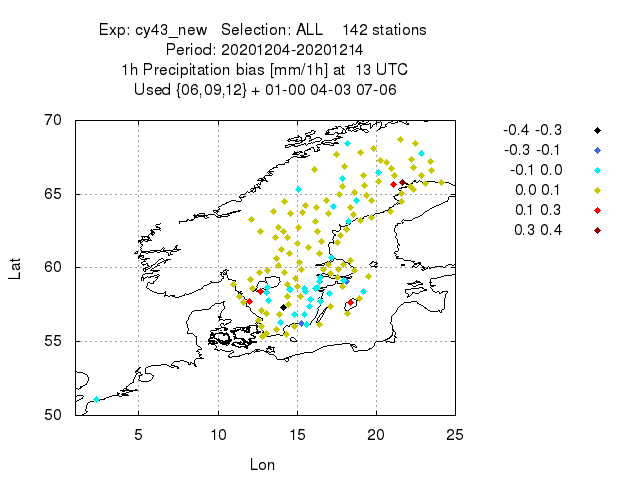 Exp: cy43_new Selection: ALL 142 stations
Period: 20201204-20201214
1h Precipitation bias [mm/1h] at 13 UTC
Used {06,09,12} + 01-00 04-03 07-06
70
65
60
55
50
Lat
5 10 15 20 25
Lon
-0.4 -0.3
-0.3 -0.1
-0.1 0.0
0.0 0.1
0.1 0.3
0.3 0.4